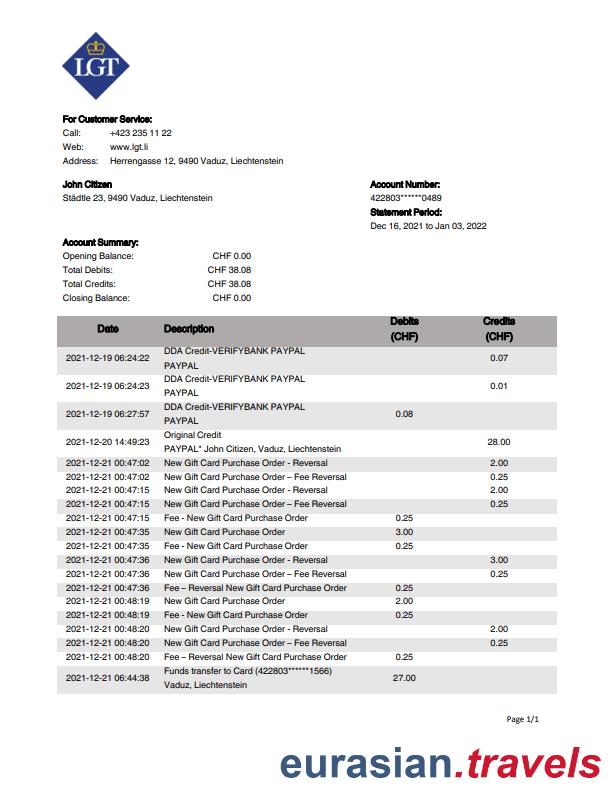 LGT
For Customer Service:
Call: +423 235 11 22
Web: www.lgt.li
Address: Herrengasse 12, 9490 Vaduz, Liechtenstein
John Citizen
Städtle 23, 9490 Vaduz, Liechtenstein
Account Number:
422803******0489
Statement Period:
Dec 16, 2021 to Jan 03, 2022
Account Summary:
Opening Balance: CHF 0.00
Total Debits: CHF 38.08
Total Credits: CHF 38.08
Closing Balance: CHF 0.00
Date Description Debits (CHF) Credits (CHF)
2021-12-19 06:24:22 DDA Credit-VERIFYBANK PAYPAL PAYPAL 0.07
2021-12-19 06:24:23 DDA Credit-VERIFYBANK PAYPAL PAYPAL 0.01
2021-12-19 06:27:57 DDA Credit-VERIFYBANK PAYPAL PAYPAL 0.08
2021-12-20 14:49:23 Original Credit PAYPAL* John Citizen, Vaduz, Liechtenstein 28.00
2021-12-21 00:47:02 New Gift Card Purchase Order - Reversal 2.00
2021-12-21 00:47:02 New Gift Card Purchase Order – Fee Reversal 0.25
2021-12-21 00:47:15 New Gift Card Purchase Order - Reversal 2.00
2021-12-21 00:47:15 New Gift Card Purchase Order – Fee Reversal 0.25
2021-12-21 00:47:15 Fee - New Gift Card Purchase Order 0.25
2021-12-21 00:47:35 New Gift Card Purchase Order 3.00
2021-12-21 00:47:35 Fee - New Gift Card Purchase Order 0.25
2021-12-21 00:47:36 New Gift Card Purchase Order - Reversal 3.00
2021-12-21 00:47:36 New Gift Card Purchase Order – Fee Reversal 0.25
2021-12-21 00:47:36 Fee – Reversal New Gift Card Purchase Order 0.25
2021-12-21 00:48:19 New Gift Card Purchase Order 2.00
2021-12-21 00:48:19 Fee - New Gift Card Purchase Order 0.25
2021-12-21 00:48:20 New Gift Card Purchase Order - Reversal 2.00
2021-12-21 00:48:20 New Gift Card Purchase Order – Fee Reversal 0.25
2021-12-21 00:48:20 Fee – Reversal New Gift Card Purchase Order 0.25
2021-12-21 06:44:38 Funds transfer to Card (422803******1566) Vaduz, Liechtenstein 27.00
Page 1/1
eurasian.travels